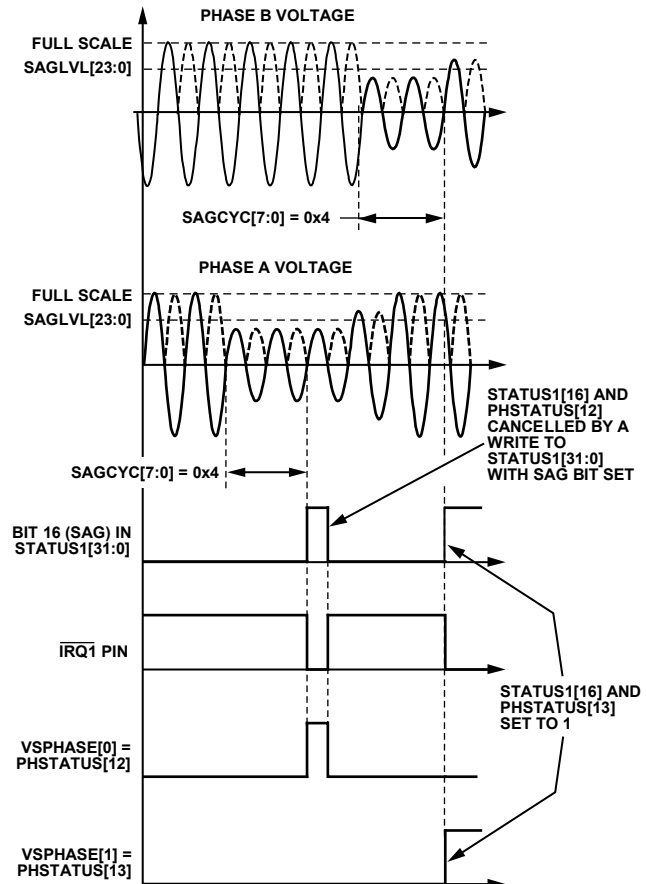 PHASE B VOLTAGE
FULL SCALE
SAGLVL[23:0]
SAGCYC[7:0] = 0x4
PHASE A VOLTAGE
FULL SCALE
SAGLVL[23:0]
STATUS1[16] AND
PHSTATUS[12]
CANCELLED BY A
WRITE TO
STATUS1[31:0]
WITH SAG BIT SET
SAGCYC[7:0] = 0x4
BIT 16 (SAG) IN
STATUS1[31:0]
IRQ1 PIN
STATUS1[16] AND
PHSTATUS[13]
SET TO 1
VSPHASE[0] =
PHSTATUS[12]
VSPHASE[1] =
PHSTATUS[13]